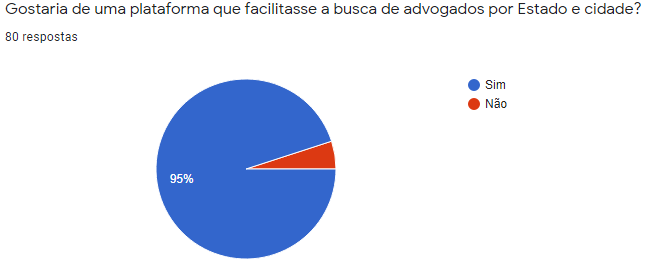 Gostaria de uma plataforma que facilitasse a busca de advogados por Estado e cidade?
80 respostas
Sim
Não
95%